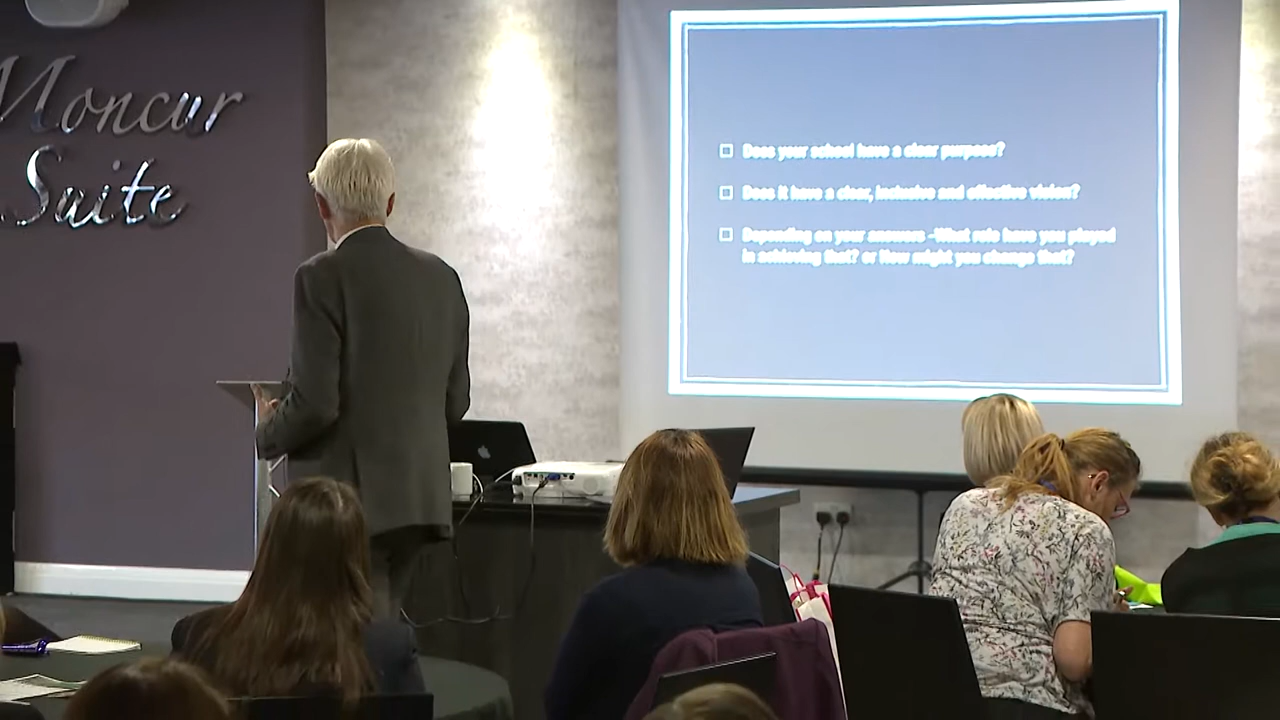 Moncur
Suite
Does your school have a clear purpose?
Does it have a clear, inclusive and effective vision?
Depending on your answers -What role have you played
in achieving that? or How might you change that?